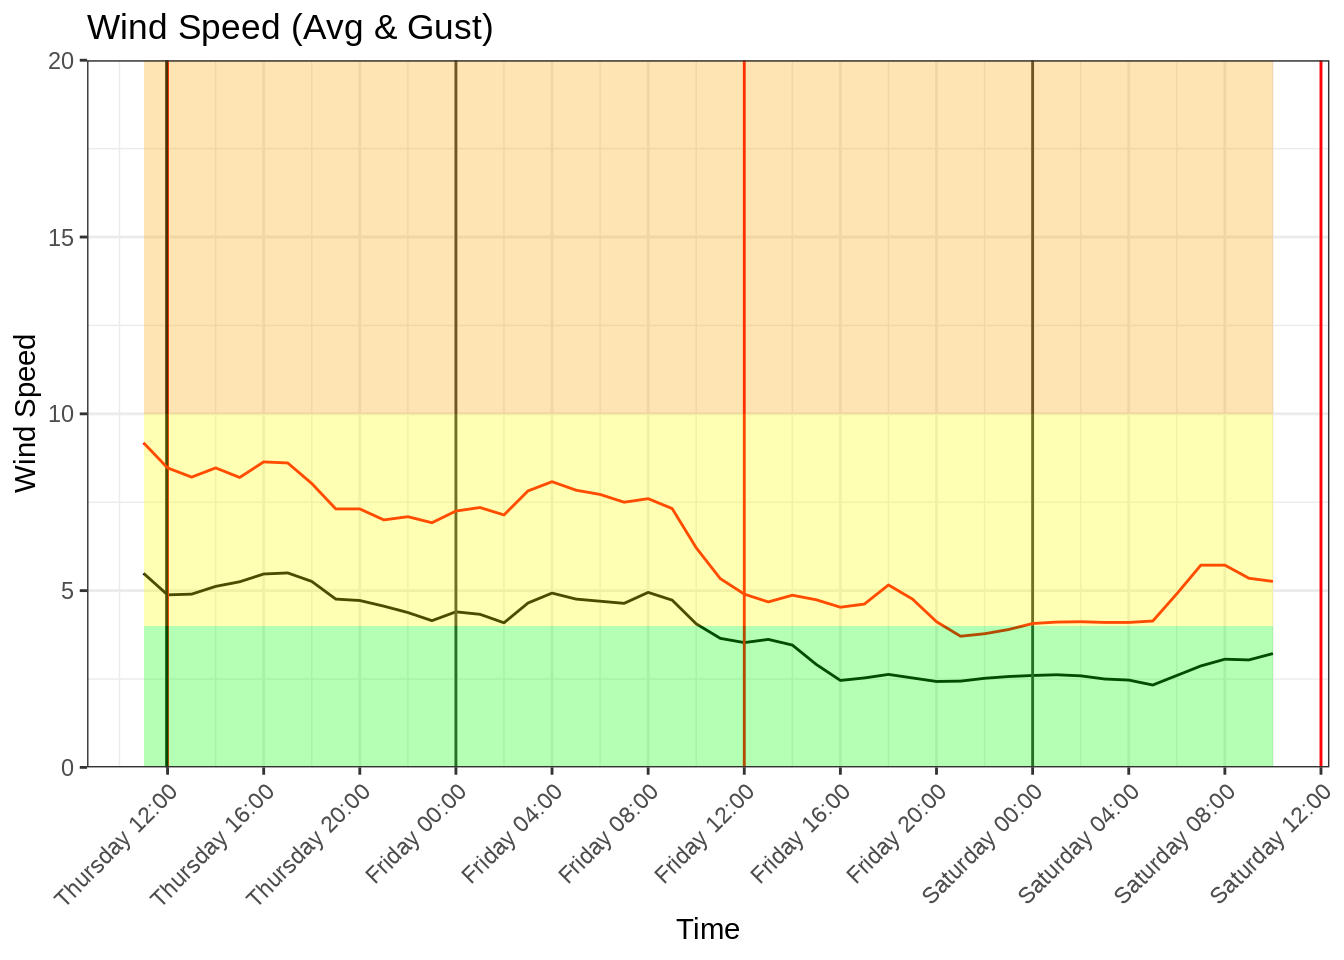 Wind Speed (Avg & Gust)
20
15
10
5
0
Wind Speed
Thursday 12:00
Thursday 16:00
Thursday 20:00
Friday 00:00
Friday 04:00
Friday 08:00
Friday 12:00
Friday 16:00
Friday 20:00
Saturday 00:00
Saturday 04:00
Saturday 08:00
Saturday 12:00
Time